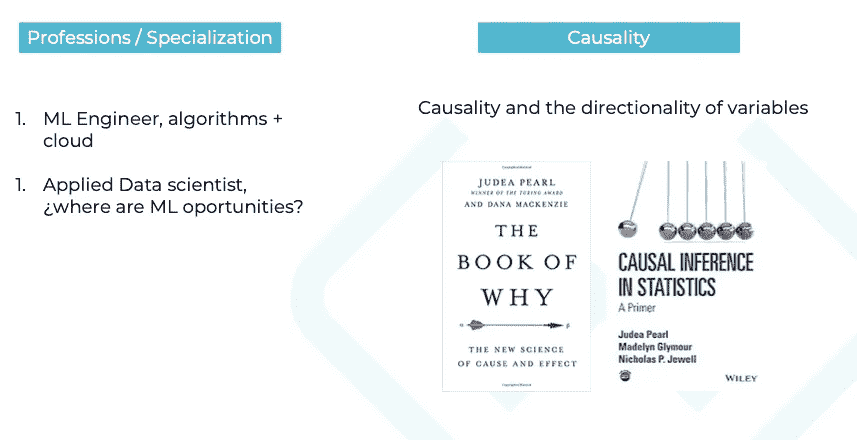 Professions / Specialization
1. ML Engineer, algorithms +
cloud
1. Applied Data scientist,
¿where are ML oportunities?
Causality
Causality and the directionality of variables
JUDEA PEARL
WINNER OF THE TURING AWARD
AND DANA MACKENZIE
THE
BOOK OF
WHY
THE NEW SCIENCE
OF CAUSE AND EFFECT
CAUSAL INFERENCE
IN STATISTICS
A Primer
Judea Pearl
Madelyn Glymour
Nicholas P. Jewell
WILEY